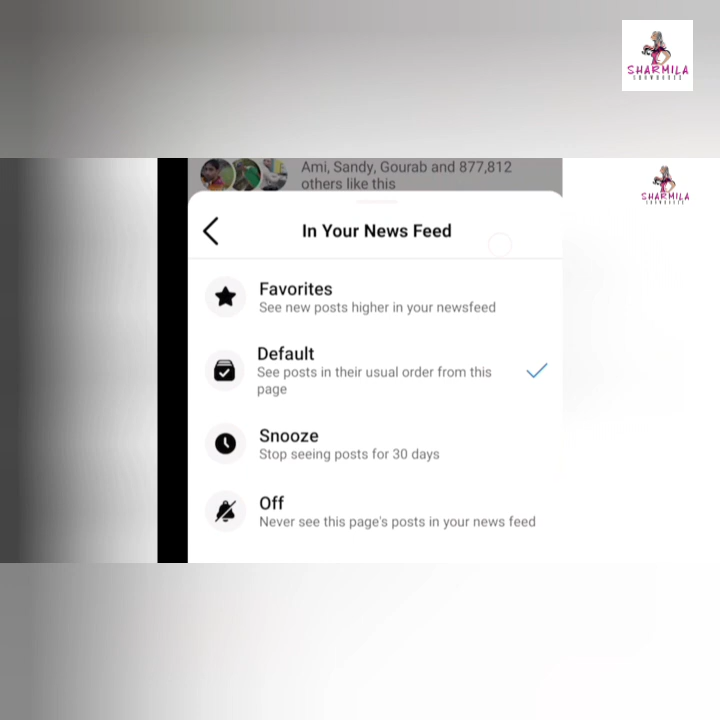 SHARMILA
Ami, Sandy, Gourab and 877,812
others like this
SHARMILA
In Your News Feed
Favorites
See new posts higher in your newsfeed
Default
See posts in their usual order from this
page
Snooze
Stop seeing posts for 30 days
Off
Never see this page's posts in your news feed